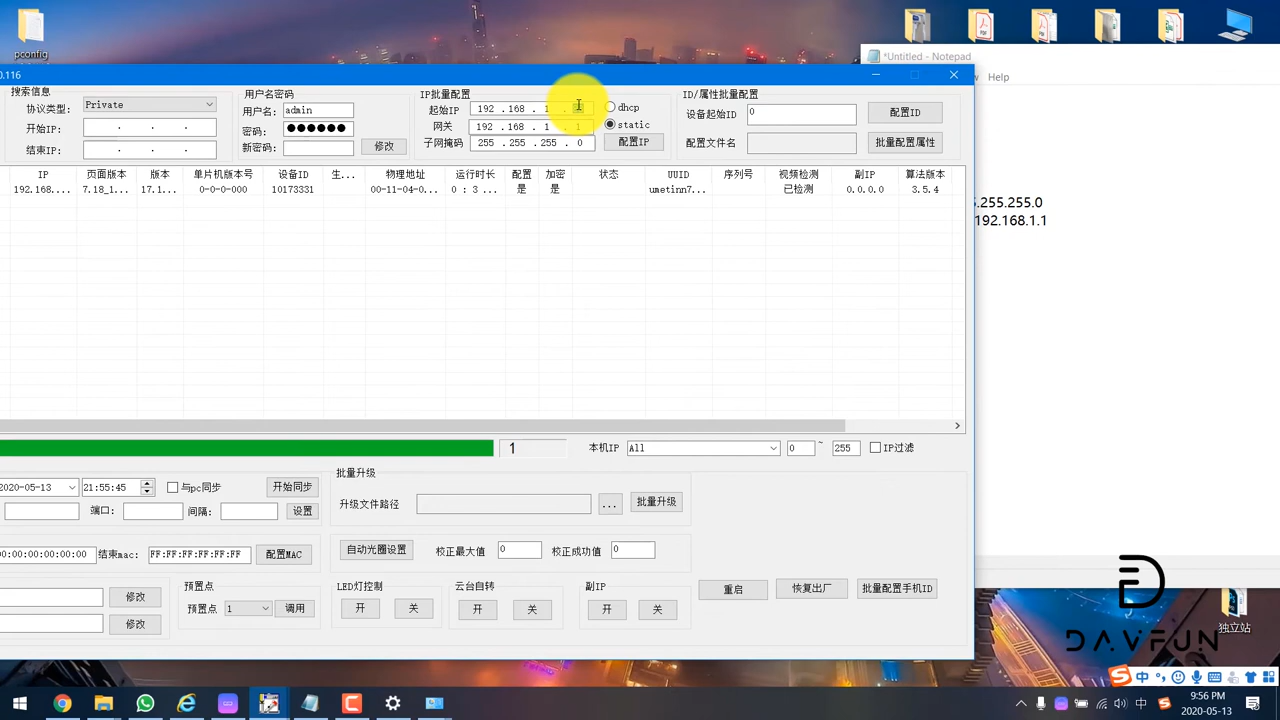 pconfig
*Untitled - Notepad
0.116
w Help
搜索信息
用户名密码
IP批量配置
ID/属性批量配置
协议类型: Private
用户名: admin
起始IP 192 . 168 . 1 .
dhcp
设备起始ID 0
配置ID
开始IP: . . .
密码: ●●●●●●
网关 192 . 168 . 1 . 1
static
结束IP: . . .
新密码:
修改
子网掩码 255 . 255 . 255 . 0
配置IP
配置文件名
批量配置属性
IP 页面版本 版本 单片机版本号 设备ID 生... 物理地址 运行时长 配置 加密 状态 UUID 序列号 视频检测 副IP 算法版本
192.168.... 7.18_1... 17.1... 0-0-0-000 10173331 00-11-04-0... 0 : 3 ... 是 是 umetinn7... 已检测 0.0.0.0 3.5.4
.255.255.0
192.168.1.1
1
本机IP All 0 ~ 255 IP过滤
2020-05-13 21:55:45 与pc同步 开始同步
端口: 间隔: 设置
批量升级
升级文件路径 ... 批量升级
00:00:00:00:00:00 结束mac: FF:FF:FF:FF:FF:FF 配置MAC
自动光圈设置 校正最大值 0 校正成功值 0
修改
修改
预置点
预置点 1 调用
LED灯控制
开 关
云台自转
开 关
副IP
开 关
重启 恢复出厂 批量配置手机ID
DAVFUN
独立站
中
中
9:56 PM
2020-05-13